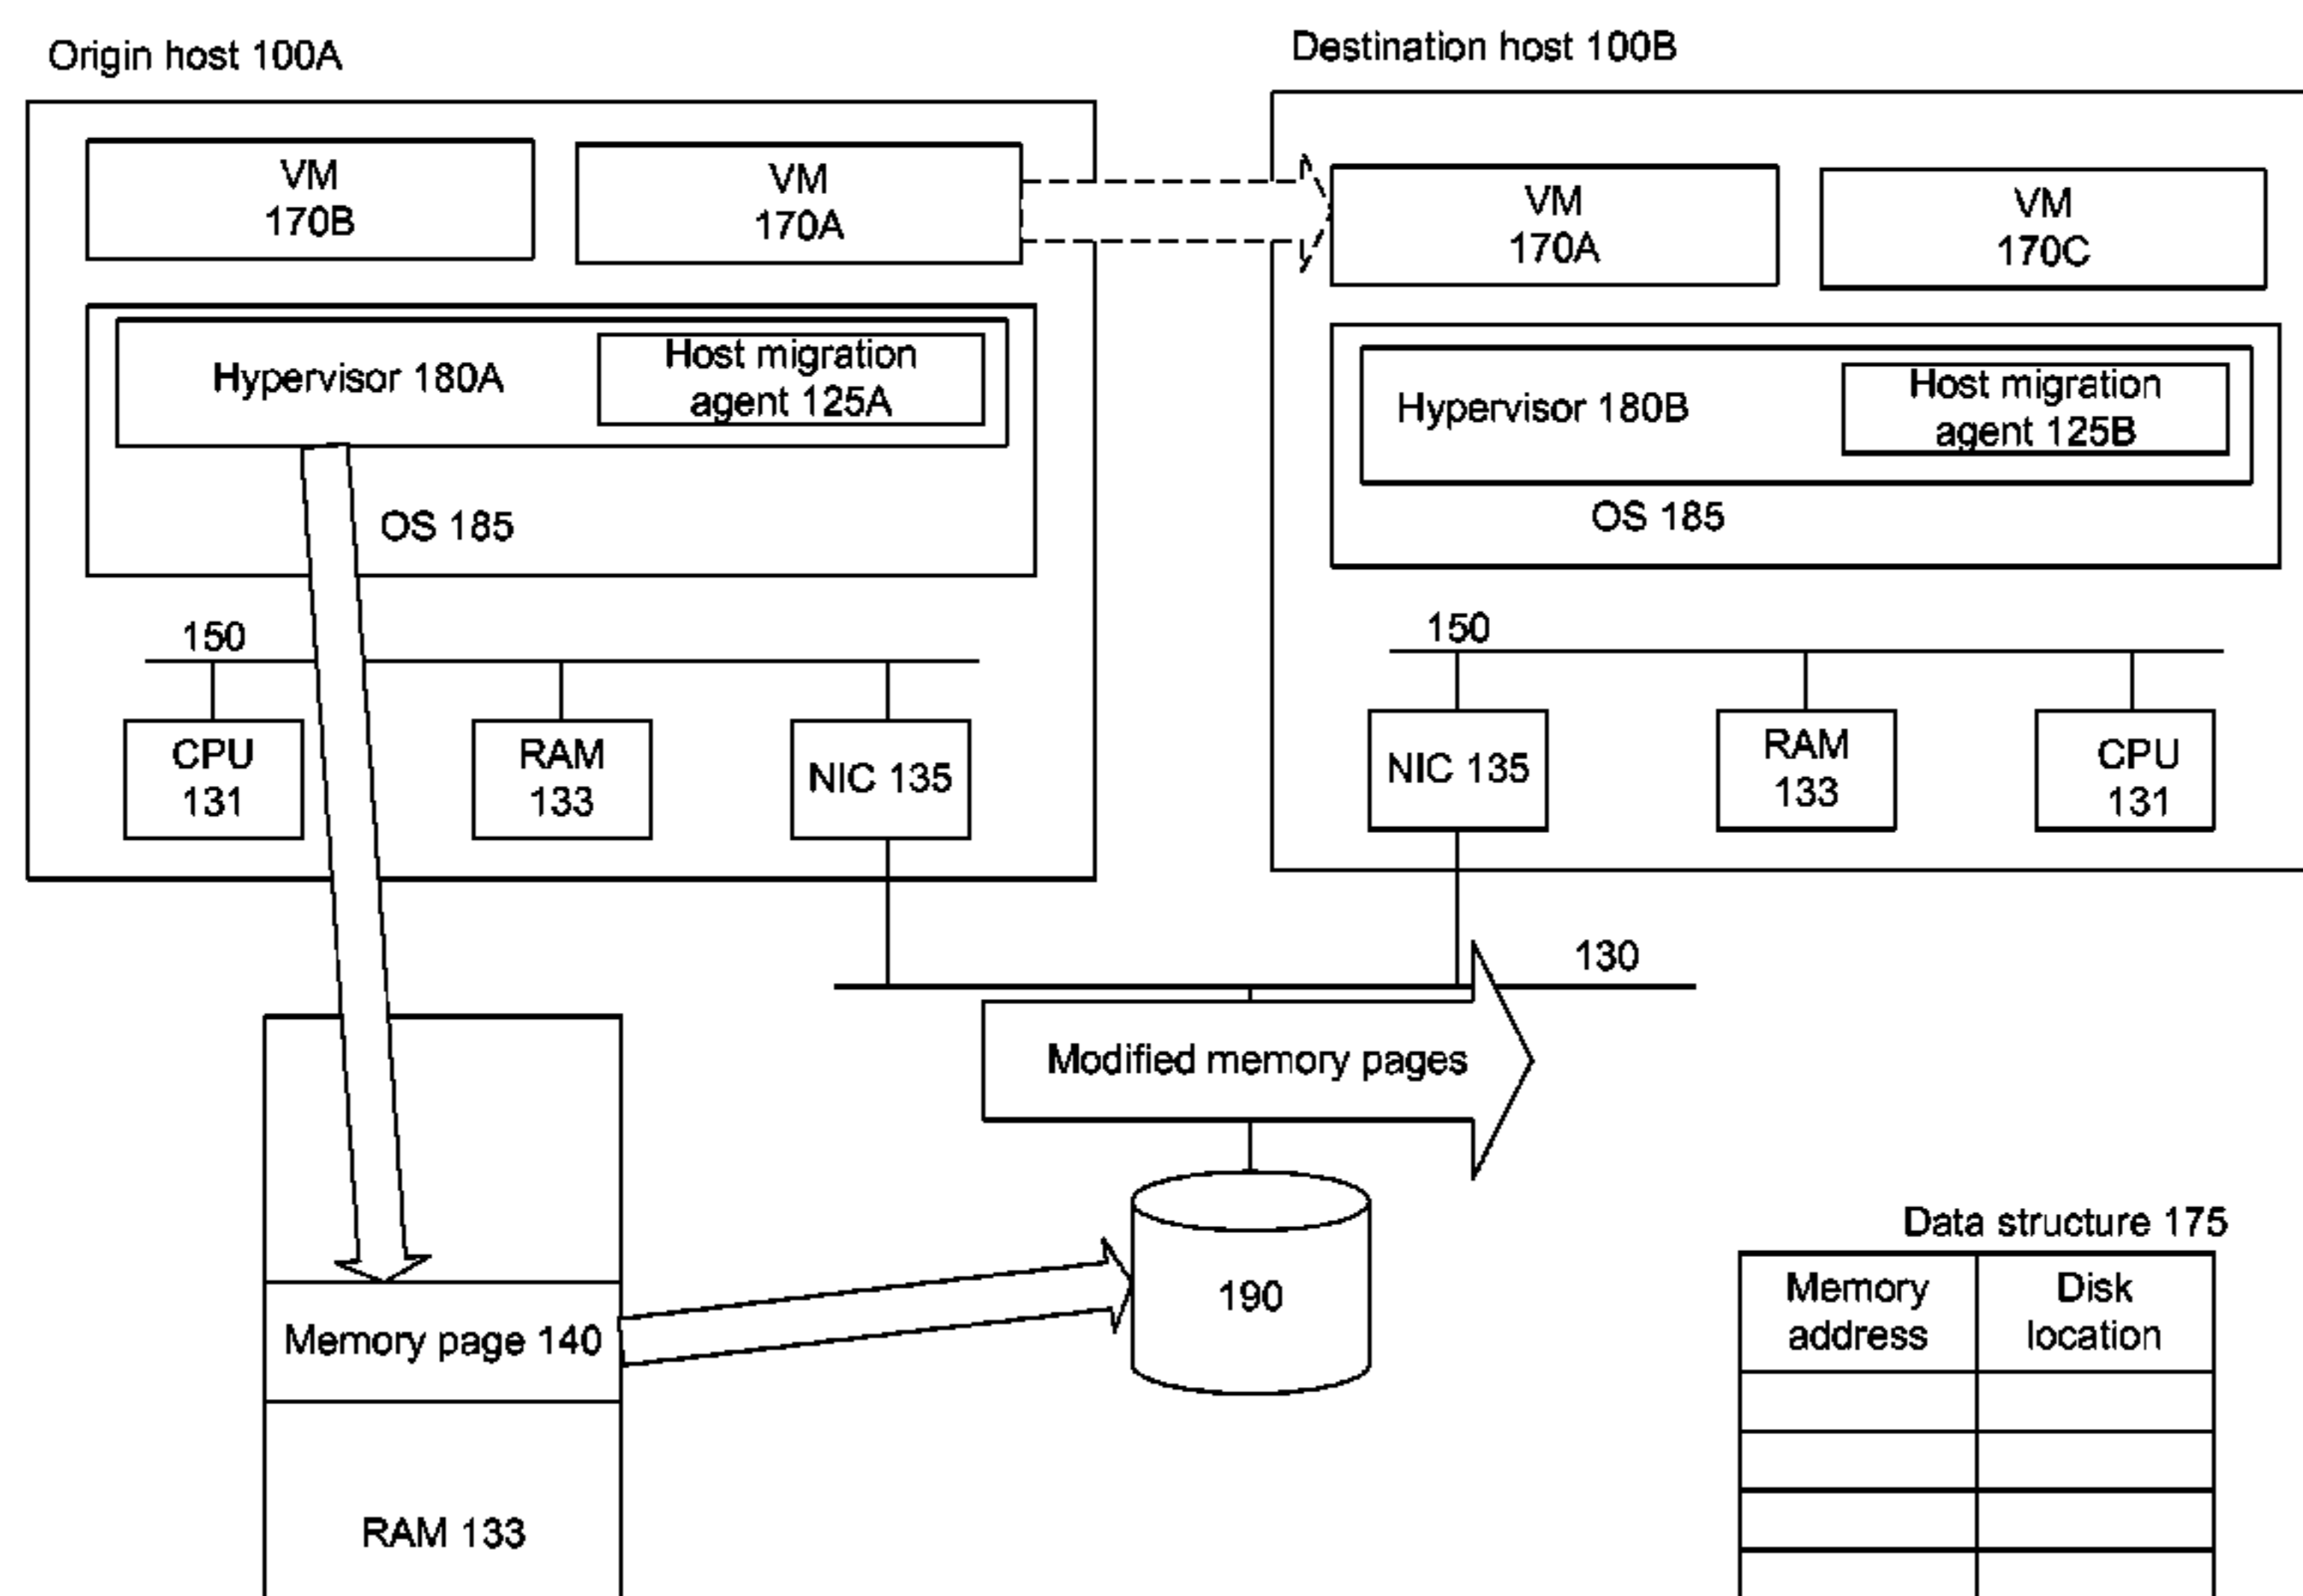 Origin host 100A
Destination host 100B
VM
170B
VM
170A
VM
170A
VM
170C
Hypervisor 180A
Host migration
agent 125A
OS 185
Hypervisor 180B
Host migration
agent 125B
OS 185
150
CPU
131
RAM
133
NIC 135
150
NIC 135
RAM
133
CPU
131
130
Modified memory pages
Memory page 140
RAM 133
190
Data structure 175
Memory
address
Disk
location